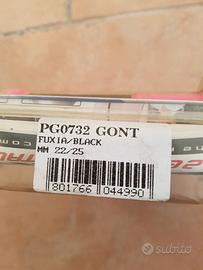 PG0732 GONT
FUXIA/BLACK
MM 22/25
801766 044990
subito